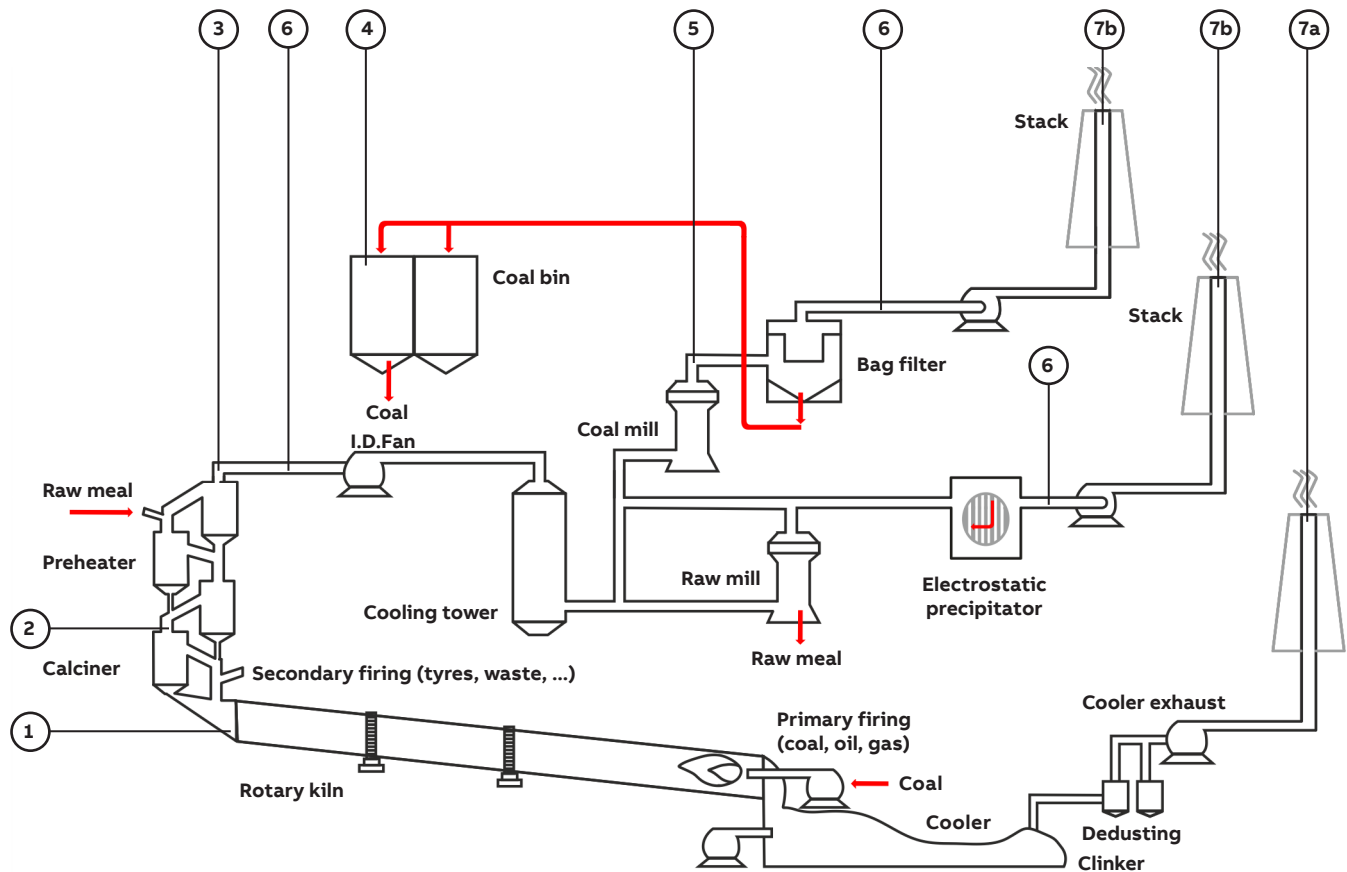 3
6
4
5
6
7b
7b
7a
Stack
Coal bin
Stack
Bag filter
6
Coal
Coal mill
I.D.Fan
Raw meal
Preheater
Raw mill
Electrostatic
precipitator
Cooling tower
2
Calciner
Raw meal
Secondary firing (tyres, waste, ...)
Cooler exhaust
1
Primary firing
(coal, oil, gas)
Rotary kiln
Coal
Cooler
Dedusting
Clinker